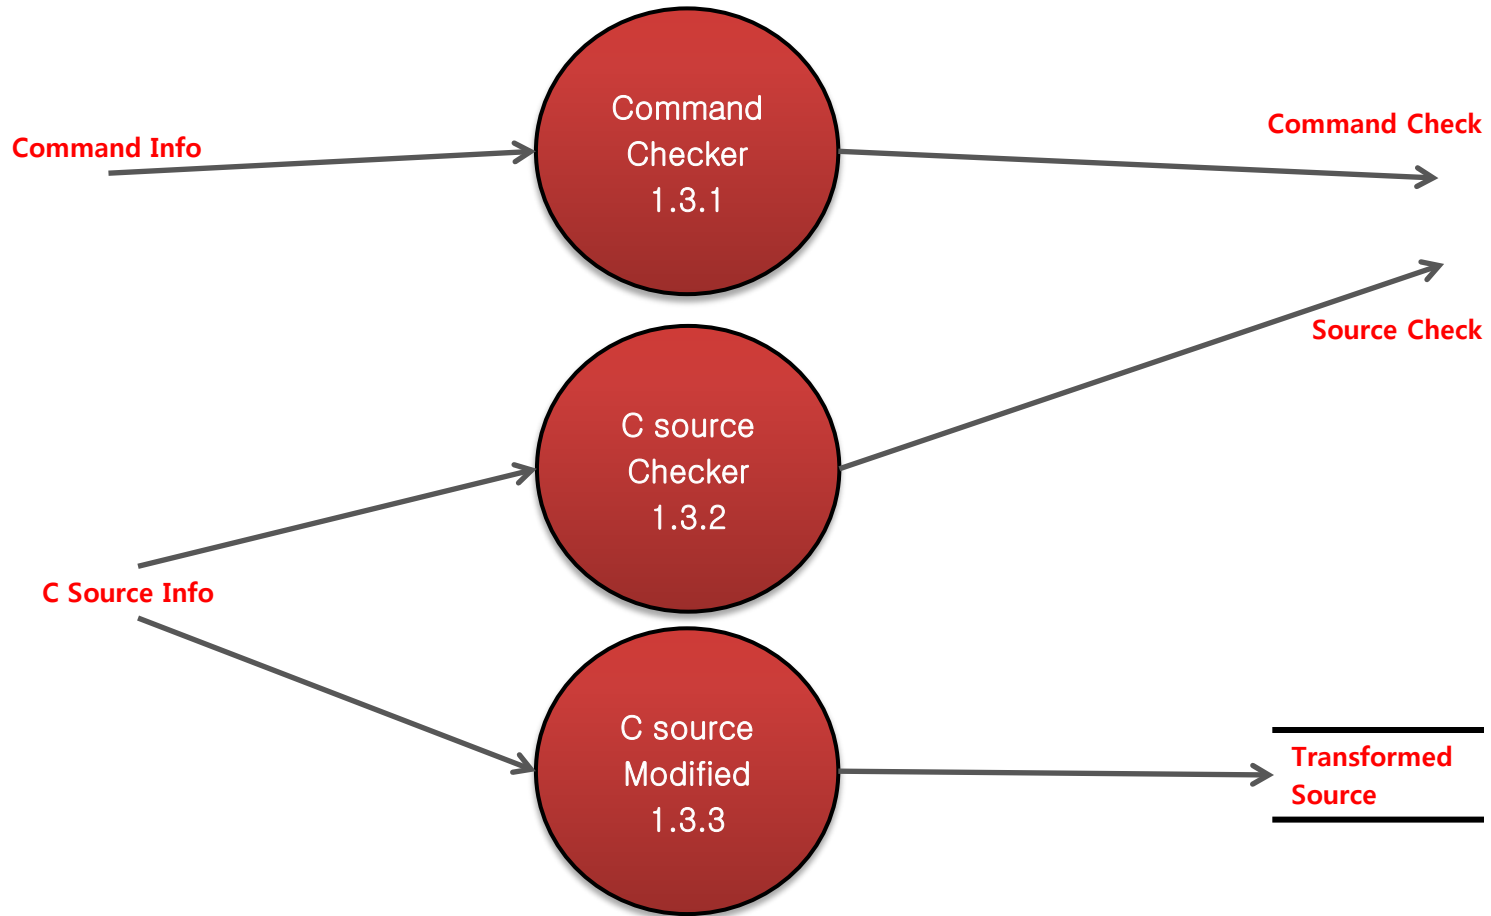 Command
Checker
1.3.1
Command Info
Command Check
Source Check
C source
Checker
1.3.2
C Source Info
C source
Modified
1.3.3
Transformed
Source